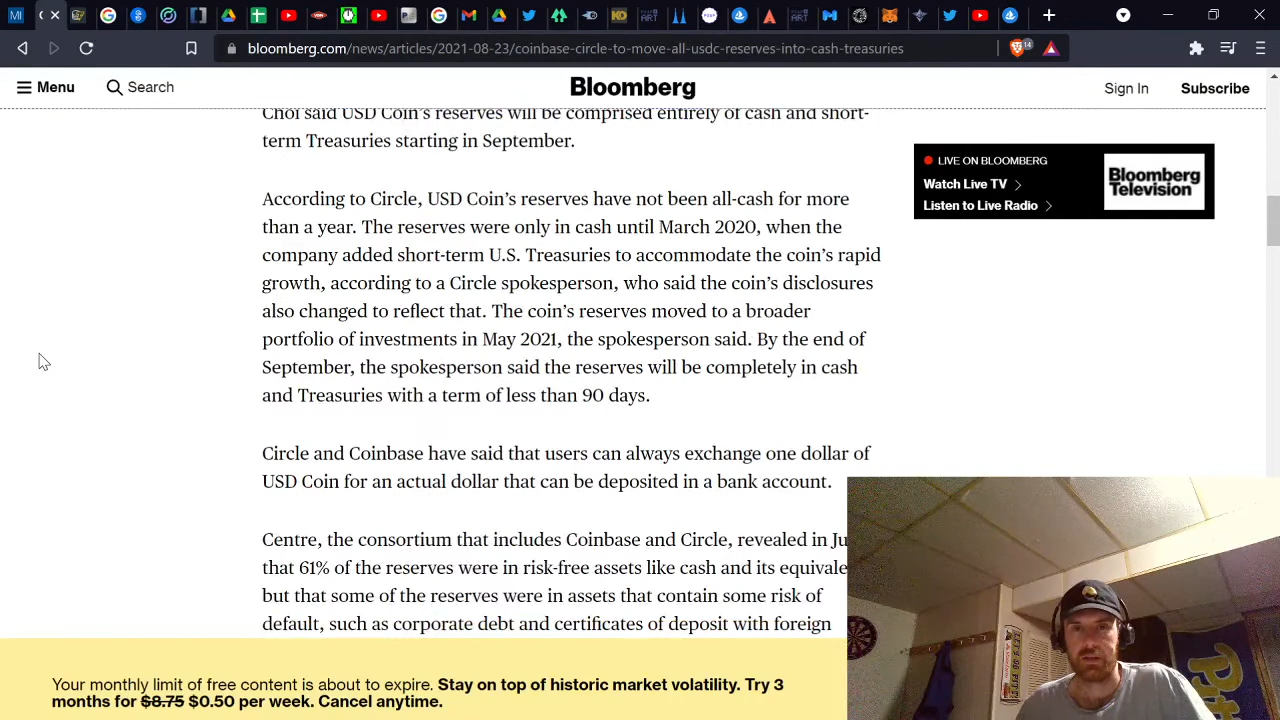 bloomberg.com/news/articles/2021-08-23/coinbase-circle-to-move-all-usdc-reserves-into-cash-treasuries
14
Menu
Search
Bloomberg
Sign In
Subscribe
Choi said USD Coin's reserves will be comprised entirely of cash and short-
term Treasuries starting in September.
LIVE ON BLOOMBERG
Watch Live TV
Listen to Live Radio
Bloomberg
Television
According to Circle, USD Coin's reserves have not been all-cash for more
than a year. The reserves were only in cash until March 2020, when the
company added short-term U.S. Treasuries to accommodate the coin's rapid
growth, according to a Circle spokesperson, who said the coin's disclosures
also changed to reflect that. The coin's reserves moved to a broader
portfolio of investments in May 2021, the spokesperson said. By the end of
September, the spokesperson said the reserves will be completely in cash
and Treasuries with a term of less than 90 days.
Circle and Coinbase have said that users can always exchange one dollar of
USD Coin for an actual dollar that can be deposited in a bank account.
Centre, the consortium that includes Coinbase and Circle, revealed in Ju
that 61% of the reserves were in risk-free assets like cash and its equivale
but that some of the reserves were in assets that contain some risk of
default, such as corporate debt and certificates of deposit with foreign
Your monthly limit of free content is about to expire. Stay on top of historic market volatility. Try 3
months for $8.75 $0.50 per week. Cancel anytime.